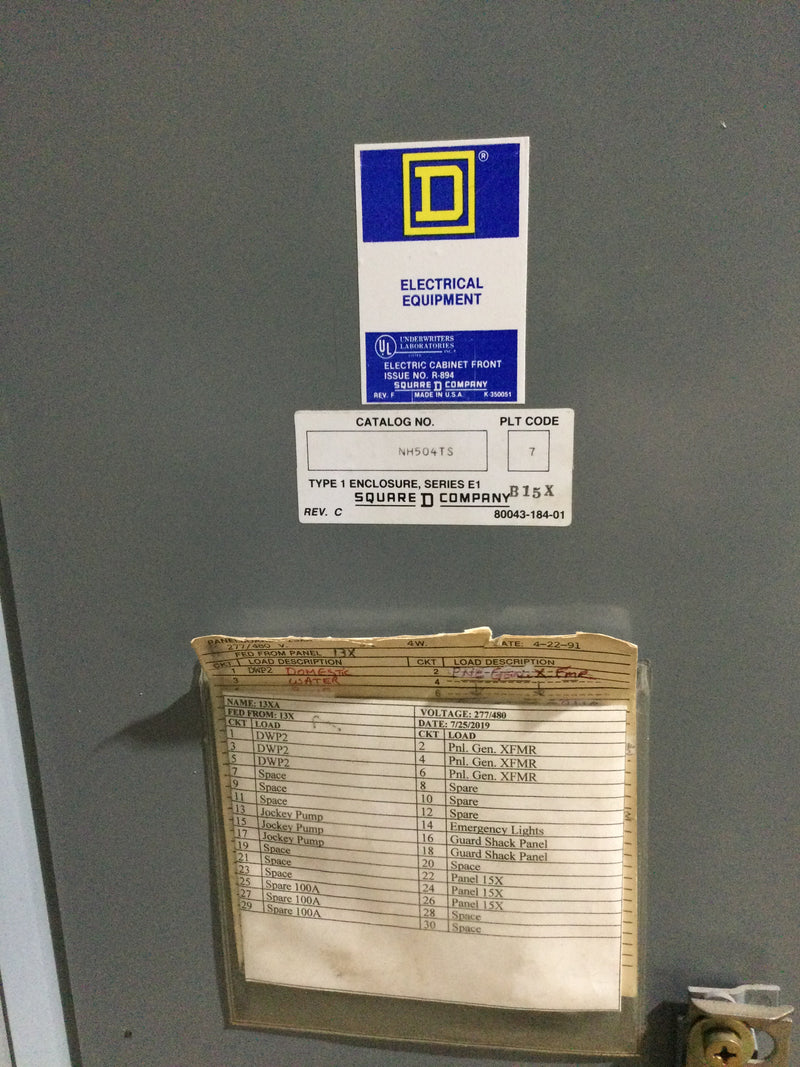 D ®
ELECTRICAL
EQUIPMENT
UL UNDERWRITERS
LABORATORIES INC. ®
LISTED
ELECTRIC CABINET FRONT
ISSUE NO. R-894
SQUARE D COMPANY
REV. F MADE IN U.S.A. K-350051
CATALOG NO. PLT CODE
NH504TS 7
TYPE 1 ENCLOSURE, SERIES E1
SQUARE D COMPANY B15X
REV. C 80043-184-01
277/480 V. 4W. DATE: 4-22-91
FED FROM PANEL 13X
CKT LOAD DESCRIPTION CKT LOAD DESCRIPTION
1 DWP2 DOMESTIC 2 PNL GEN. X-FMR
3 WATER 4
6
NAME: 13XA VOLTAGE: 277/480
FED FROM: 13X DATE: 7/25/2019
CKT LOAD CKT LOAD
1 DWP2 2 Pnl. Gen. XFMR
3 DWP2 4 Pnl. Gen. XFMR
5 DWP2 6 Pnl. Gen. XFMR
7 Space 8 Spare
9 Space 10 Spare
11 Space 12 Spare
13 Jockey Pump 14 Emergency Lights
15 Jockey Pump 16 Guard Shack Panel
17 Jockey Pump 18 Guard Shack Panel
19 Space 20 Space
21 Space 22 Panel 15X
23 Space 24 Panel 15X
25 Spare 100A 26 Panel 15X
27 Spare 100A 28 Space
29 Spare 100A 30 Space